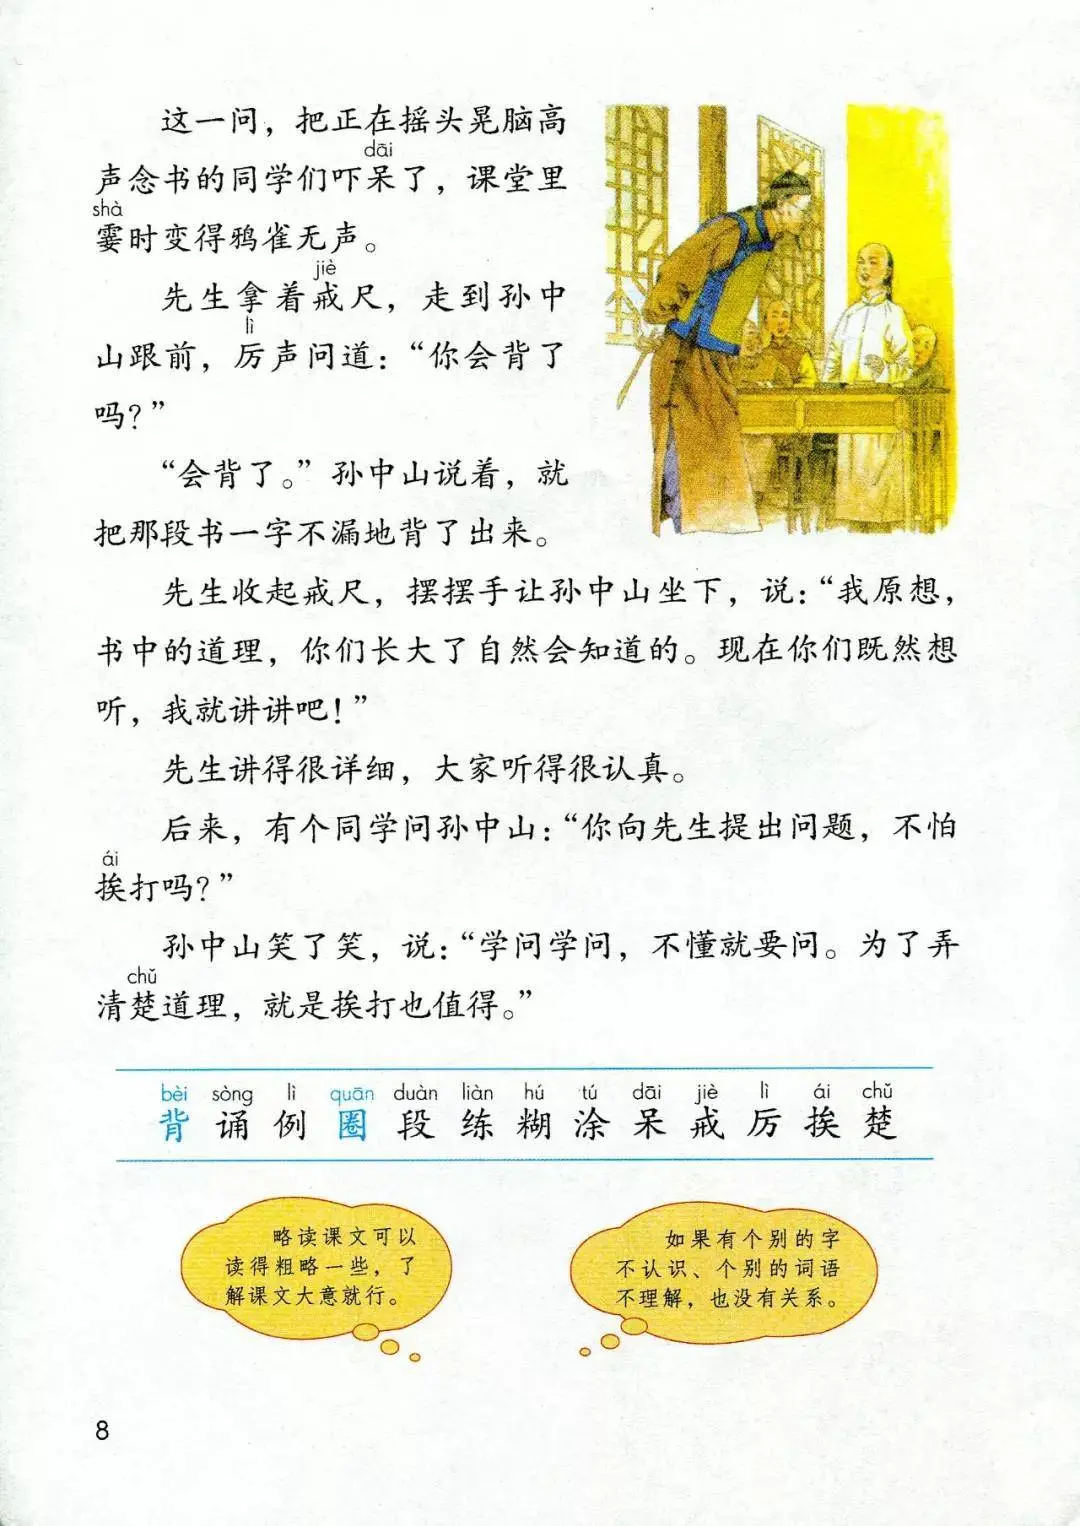 这一问，把正在摇头晃脑高
dāi
声念书的同学们吓呆了，课堂里
shà
霎时变得鸦雀无声。
jiè
先生拿着戒尺，走到孙中
lì
山跟前，厉声问道：“你会背了
吗？”
“会背了。”孙中山说着，就
把那段书一字不漏地背了出来。
先生收起戒尺，摆摆手让孙中山坐下，说：“我原想，
书中的道理，你们长大了自然会知道的。现在你们既然想
听，我就讲讲吧！”
先生讲得很详细，大家听得很认真。
后来，有个同学问孙中山：“你向先生提出问题，不怕
ái
挨打吗？”
孙中山笑了笑，说：“学问学问，不懂就要问。为了弄
chǔ
清楚道理，就是挨打也值得。”
bèi sòng lì quān duàn liàn hú tú dāi jiè lì ái chǔ
背 诵 例 圈 段 练 糊 涂 呆 戒 厉 挨 楚
略读课文可以
读得粗略一些，了
解课文大意就行。
如果有个别的字
不认识、个别的词语
不理解，也没有关系。
8